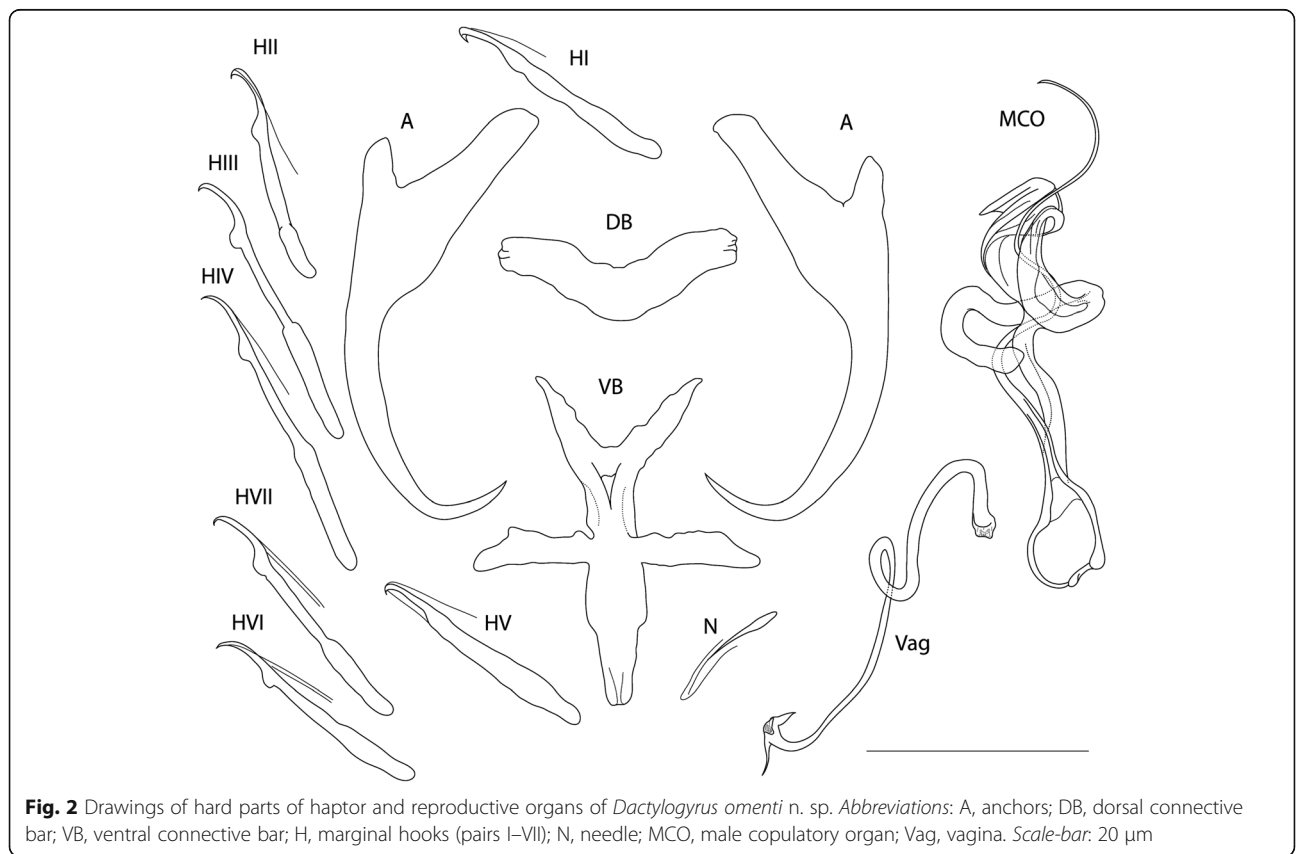 HII
HI
A
A
MCO
HIII
DB
HIV
VB
HVII
HVI
HV
N
Vag
Fig. 2 Drawings of hard parts of haptor and reproductive organs of Dactylogyrus omenti n. sp. Abbreviations: A, anchors; DB, dorsal connective
bar; VB, ventral connective bar; H, marginal hooks (pairs I–VII); N, needle; MCO, male copulatory organ; Vag, vagina. Scale-bar: 20 μm